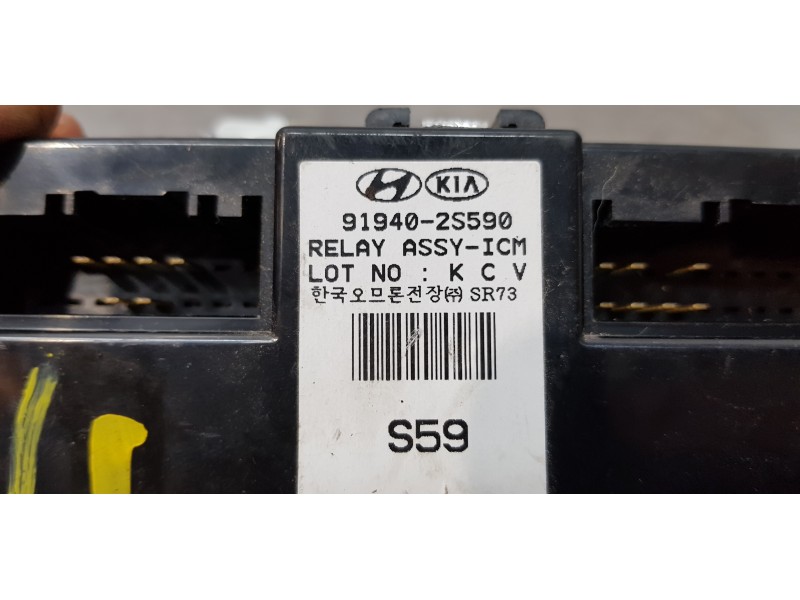 KIA
91940-2S590
RELAY ASSY-ICM
LOT NO : K C V
한국오므론전장㈜ SR73
S59